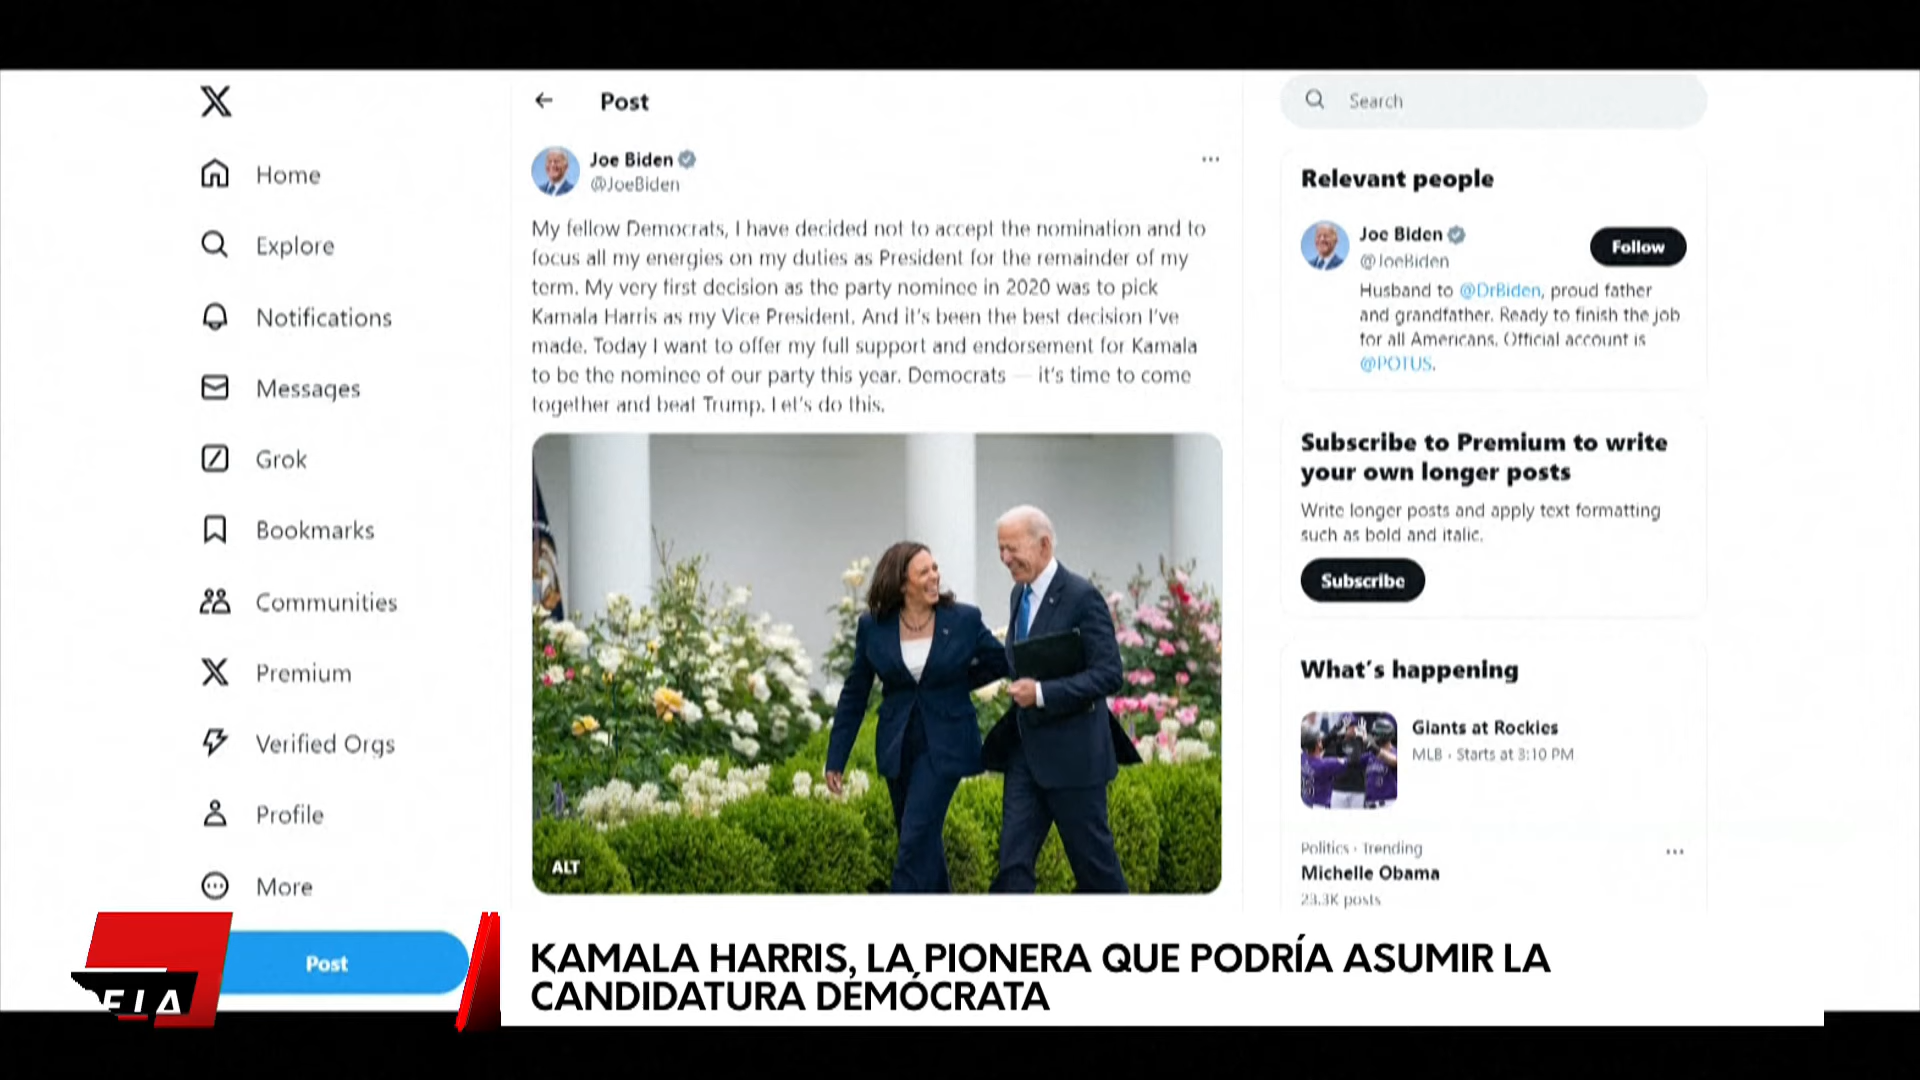 Home
Explore
Notifications
Messages
Grok
Bookmarks
Communities
Premium
Verified Orgs
Profile
More
Post
Post
Joe Biden
@JoeBiden
My fellow Democrats, I have decided not to accept the nomination and to
focus all my energies on my duties as President for the remainder of my
term. My very first decision as the party nominee in 2020 was to pick
Kamala Harris as my Vice President. And it's been the best decision I've
made. Today I want to offer my full support and endorsement for Kamala
to be the nominee of our party this year. Democrats — it's time to come
together and beat Trump. Let's do this.
ALT
Search
Relevant people
Joe Biden
@JoeBiden
Follow
Husband to @DrBiden, proud father
and grandfather. Ready to finish the job
for all Americans. Official account is
@POTUS.
Subscribe to Premium to write
your own longer posts
Write longer posts and apply text formatting
such as bold and italic.
Subscribe
What's happening
Giants at Rockies
MLB · Starts at 3:10 PM
Politics · Trending
Michelle Obama
23.3K posts
KAMALA HARRIS, LA PIONERA QUE PODRÍA ASUMIR LA
CANDIDATURA DEMÓCRATA